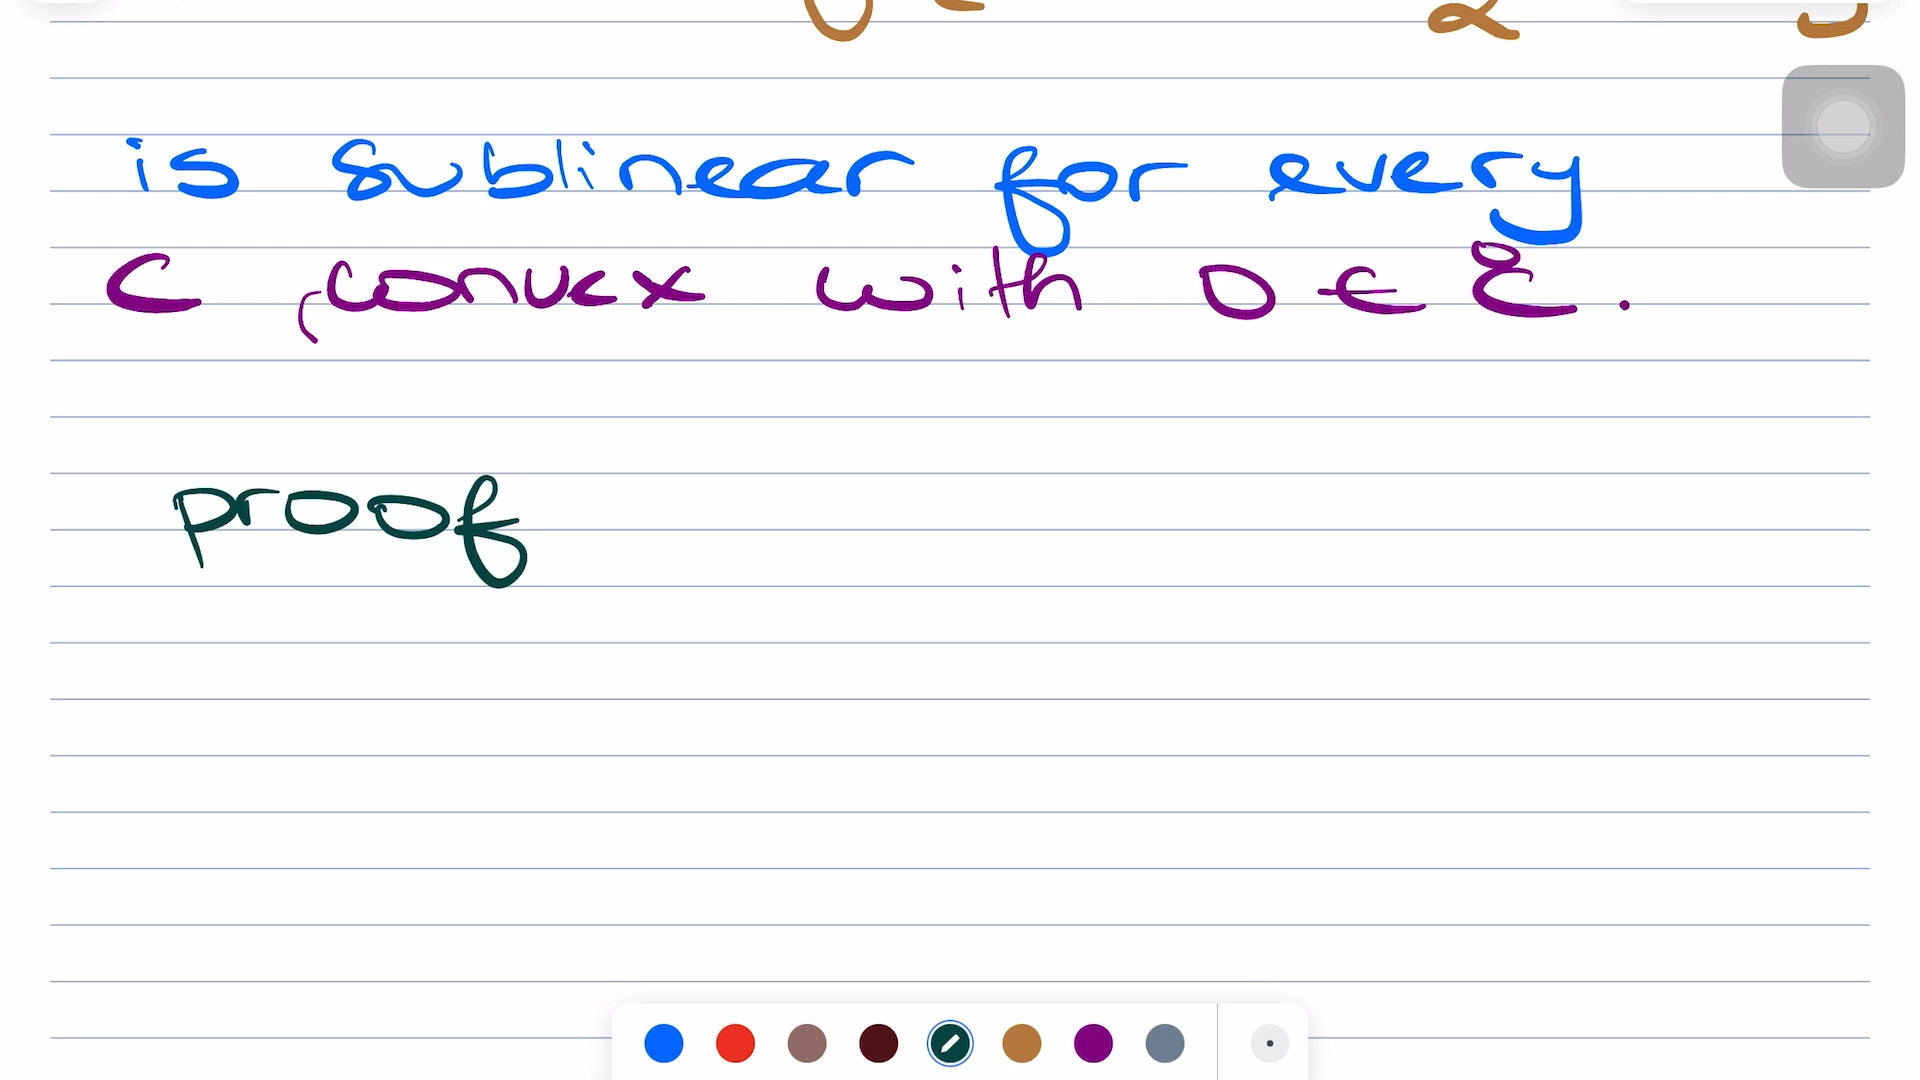 is sublinear for every
C, convex with 0 ∈ C̊.
proof